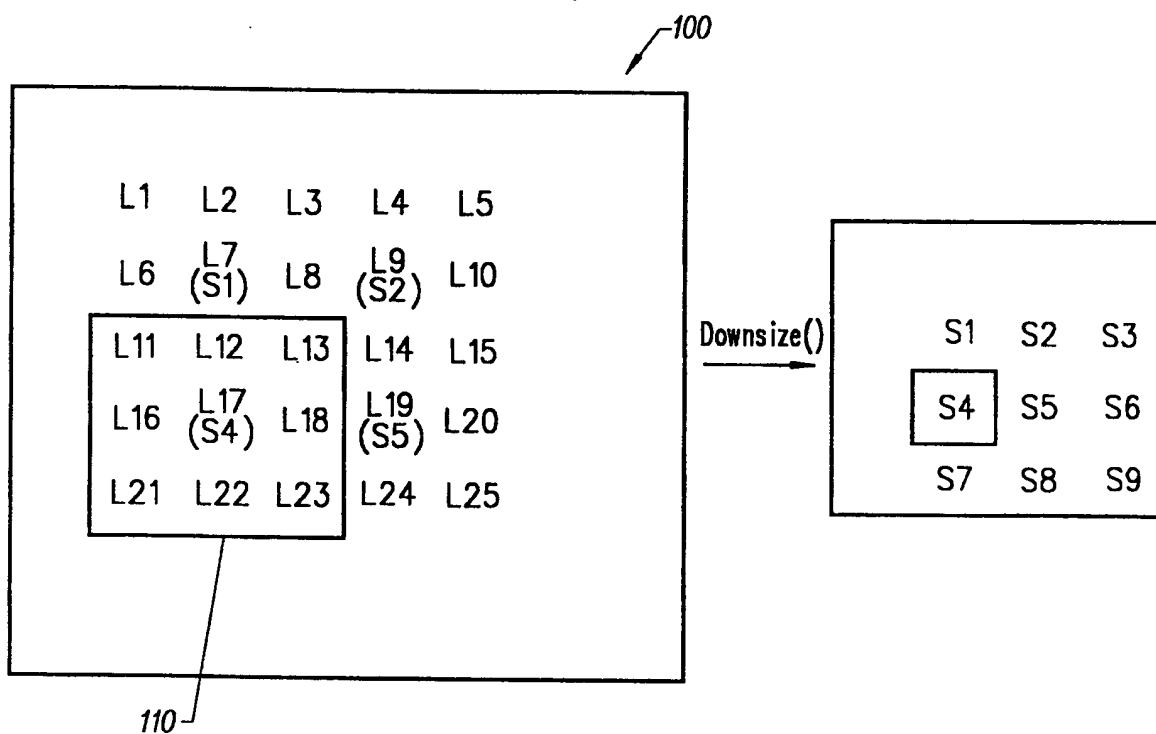 100
L1 L2 L3 L4 L5
L6 L7 L8 L9 L10
(S1) (S2)
L11 L12 L13 L14 L15
L16 L17 L18 L19 L20
(S4) (S5)
L21 L22 L23 L24 L25
110
Downsize()
S1 S2 S3
S4 S5 S6
S7 S8 S9